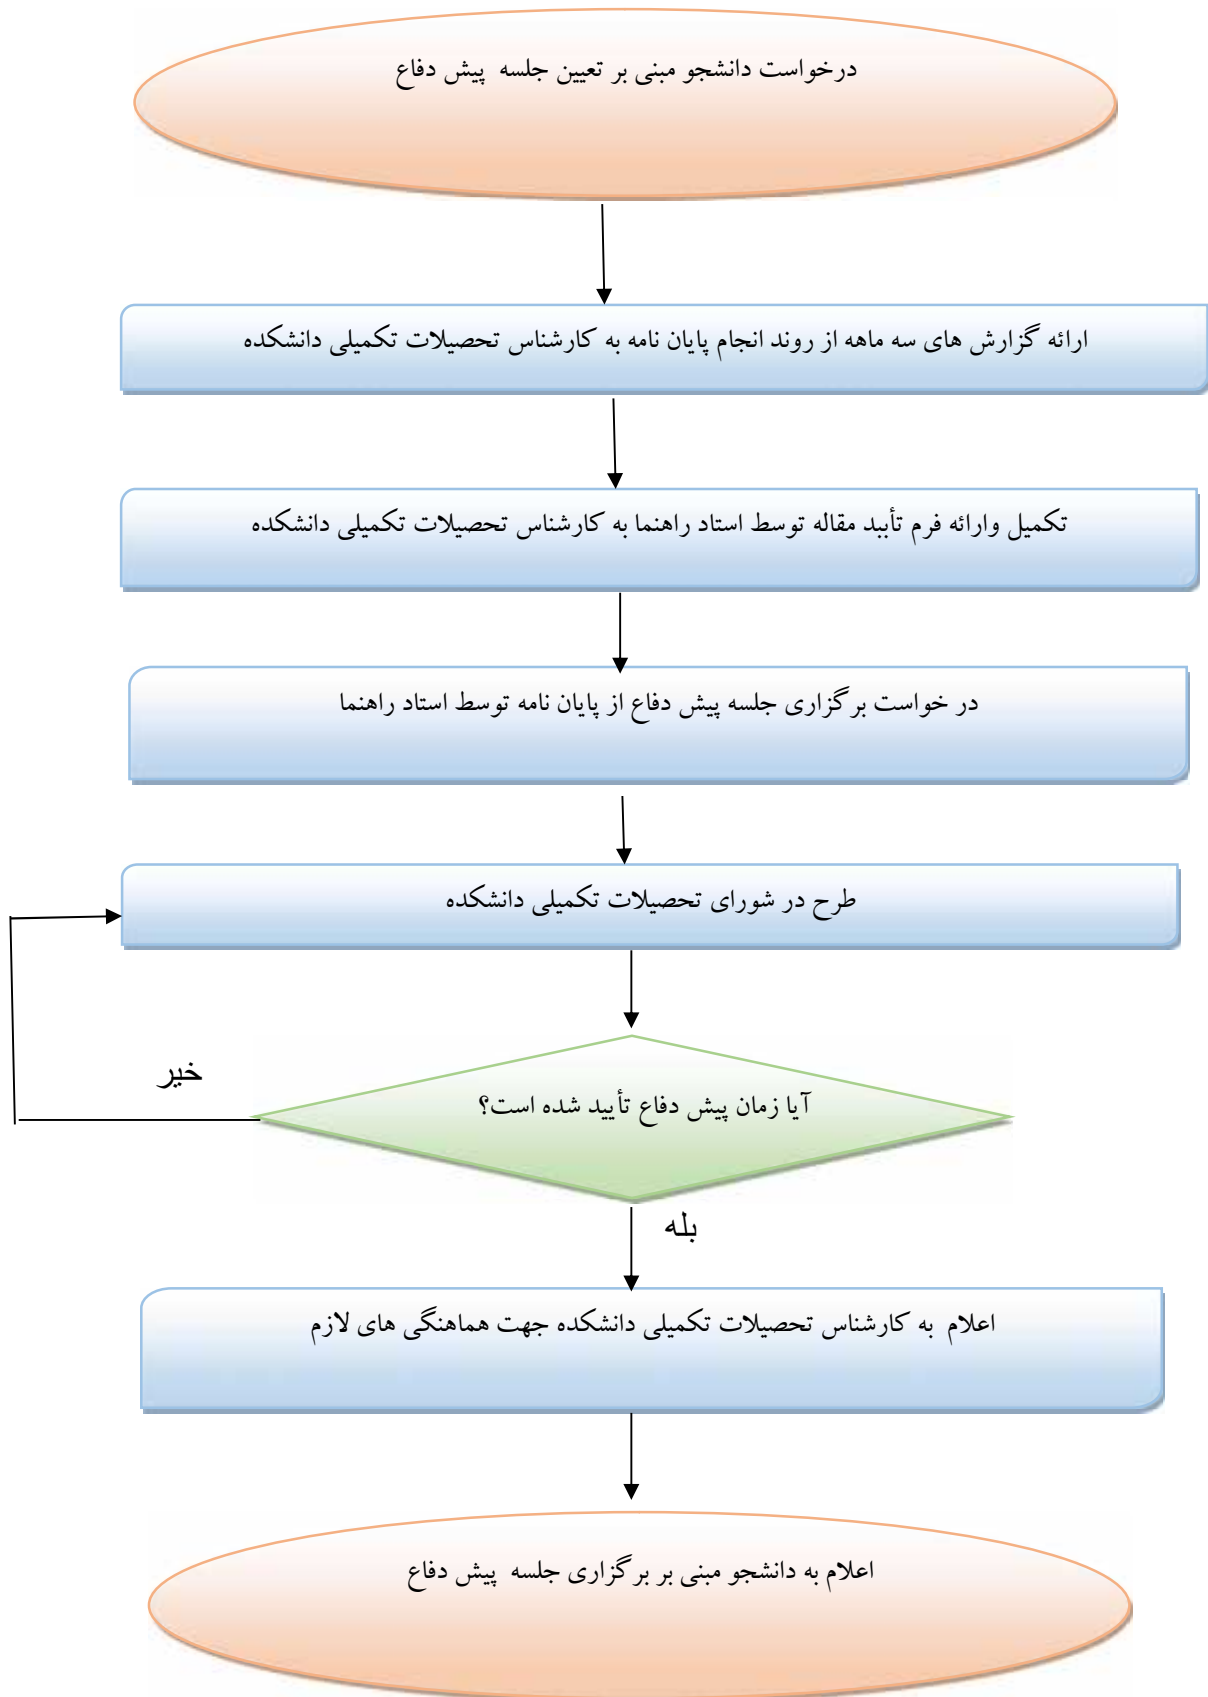 درخواست دانشجو مبنی بر تعیین جلسه پیش دفاع
ارائه گزارش های سه ماهه از روند انجام پایان نامه به کارشناس تحصیلات تکمیلی دانشکده
تکمیل وارائه فرم تأیید مقاله توسط استاد راهنما به کارشناس تحصیلات تکمیلی دانشکده
در خواست برگزاری جلسه پیش دفاع از پایان نامه توسط استاد راهنما
طرح در شورای تحصیلات تکمیلی دانشکده
خیر
آیا زمان پیش دفاع تأیید شده است؟
بله
اعلام به کارشناس تحصیلات تکمیلی دانشکده جهت هماهنگی های لازم
اعلام به دانشجو مبنی بر برگزاری جلسه پیش دفاع